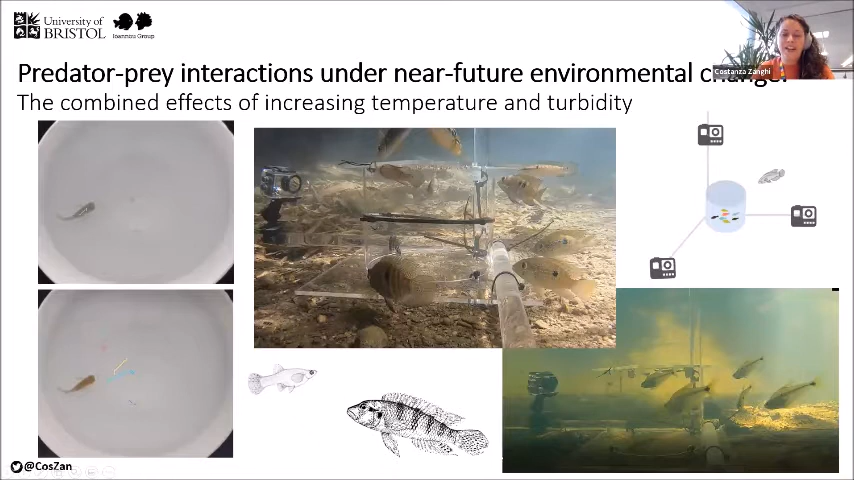 University of
BRISTOL
Ioannou Group
Costanza Zanghi
Predator-prey interactions under near-future environmental change:
The combined effects of increasing temperature and turbidity
@CosZan